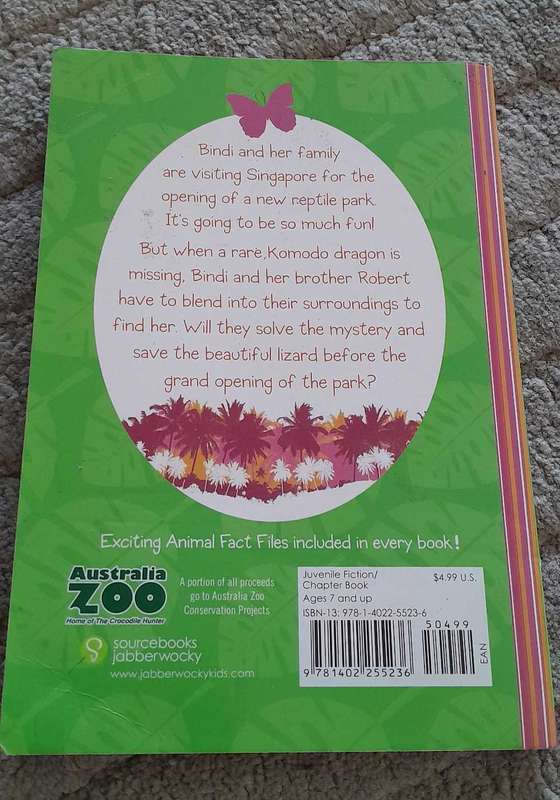 Bindi and her family
are visiting Singapore for the
opening of a new reptile park.
It's going to be so much fun!
But when a rare Komodo dragon is
missing, Bindi and her brother Robert
have to blend into their surroundings to
find her. Will they solve the mystery and
save the beautiful lizard before the
grand opening of the park?
Exciting Animal Fact Files included in every book!
Australia
ZOO
Home of The Crocodile Hunter
A portion of all proceeds
go to Australia Zoo
Conservation Projects
sourcebooks
jabberwocky
www.jabberwockykids.com
Juvenile Fiction/
Chapter Book
Ages 7 and up
$4.99 U.S.
ISBN-13: 978-1-4022-5523-6
50499
EAN
9 781402 255236